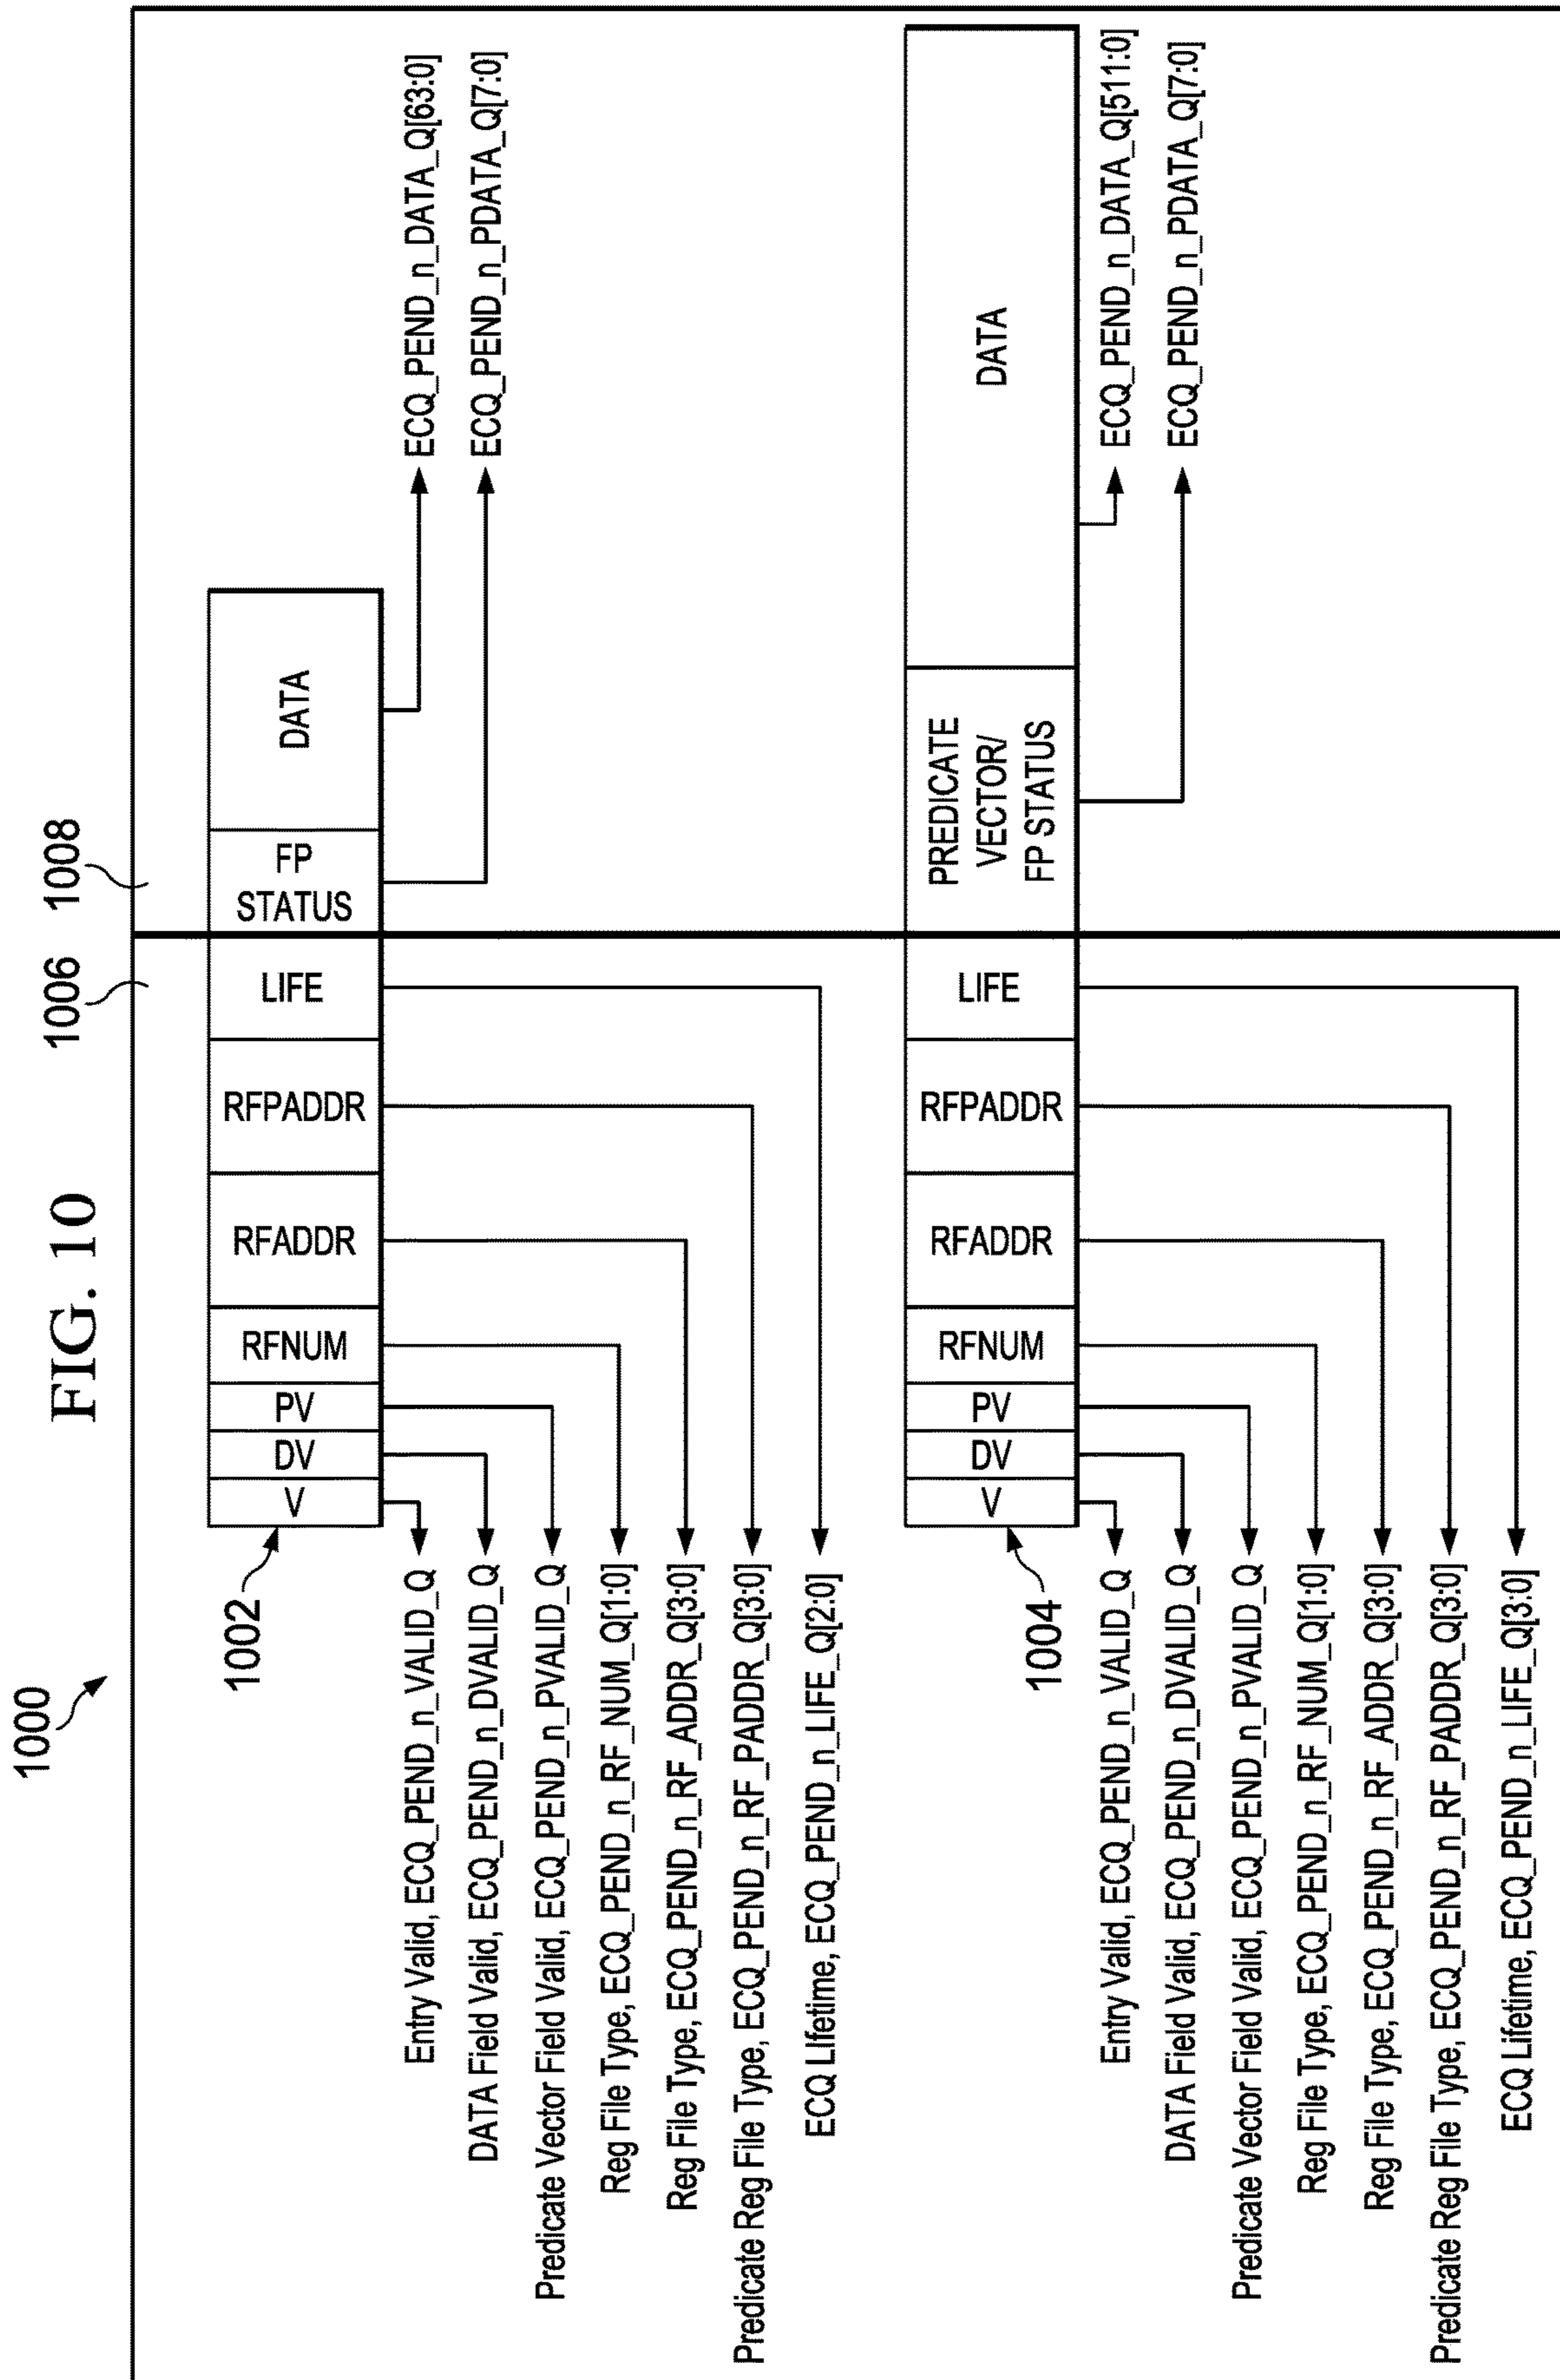 FIG. 10
1000
1006
1008
1002
V
DV
PV
RFNUM
RFADDR
RFPADDR
LIFE
FP
STATUS
DATA
Entry Valid, ECQ_PEND_n_VALID_Q
DATA Field Valid, ECQ_PEND_n_DVALID_Q
Predicate Vector Field Valid, ECQ_PEND_n_PVALID_Q
Reg File Type, ECQ_PEND_n_RF_NUM_Q[1:0]
Reg File Type, ECQ_PEND_n_RF_ADDR_Q[3:0]
Predicate Reg File Type, ECQ_PEND_n_RF_PADDR_Q[3:0]
ECQ Lifetime, ECQ_PEND_n_LIFE_Q[2:0]
ECQ_PEND_n_DATA_Q[63:0]
ECQ_PEND_n_PDATA_Q[7:0]
1004
V
DV
PV
RFNUM
RFADDR
RFPADDR
LIFE
PREDICATE
VECTOR/
FP STATUS
DATA
Entry Valid, ECQ_PEND_n_VALID_Q
DATA Field Valid, ECQ_PEND_n_DVALID_Q
Predicate Vector Field Valid, ECQ_PEND_n_PVALID_Q
Reg File Type, ECQ_PEND_n_RF_NUM_Q[1:0]
Reg File Type, ECQ_PEND_n_RF_ADDR_Q[3:0]
Predicate Reg File Type, ECQ_PEND_n_RF_PADDR_Q[3:0]
ECQ Lifetime, ECQ_PEND_n_LIFE_Q[3:0]
ECQ_PEND_n_DATA_Q[511:0]
ECQ_PEND_n_PDATA_Q[7:0]